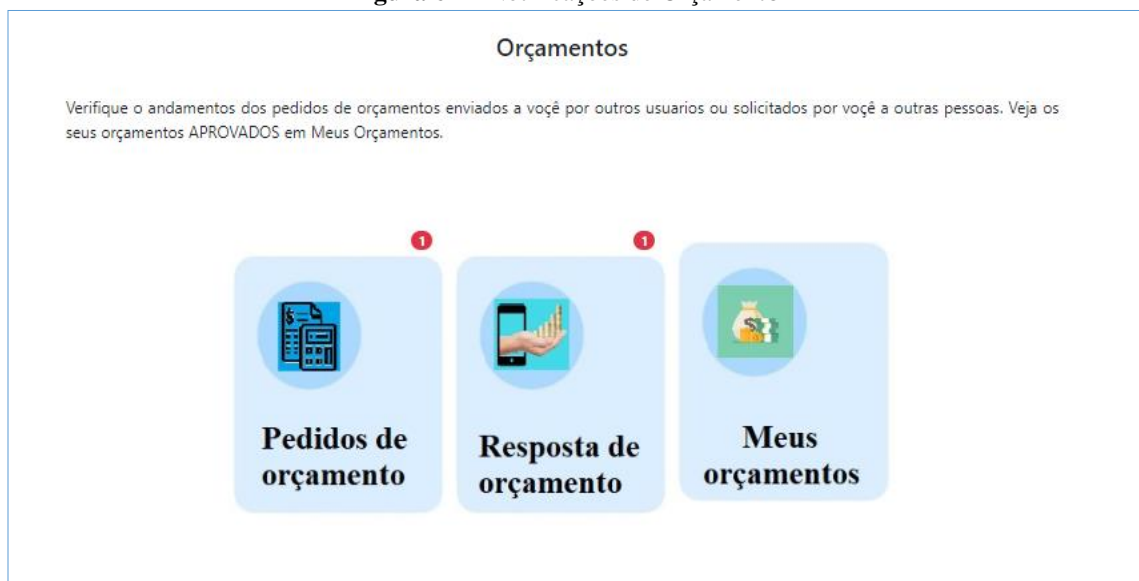 Orçamentos
Verifique o andamentos dos pedidos de orçamentos enviados a voçê por outros usuarios ou solicitados por voçê a outras pessoas. Veja os
seus orçamentos APROVADOS em Meus Orçamentos.
1
1
Pedidos de
orçamento
Resposta de
orçamento
Meus
orçamentos